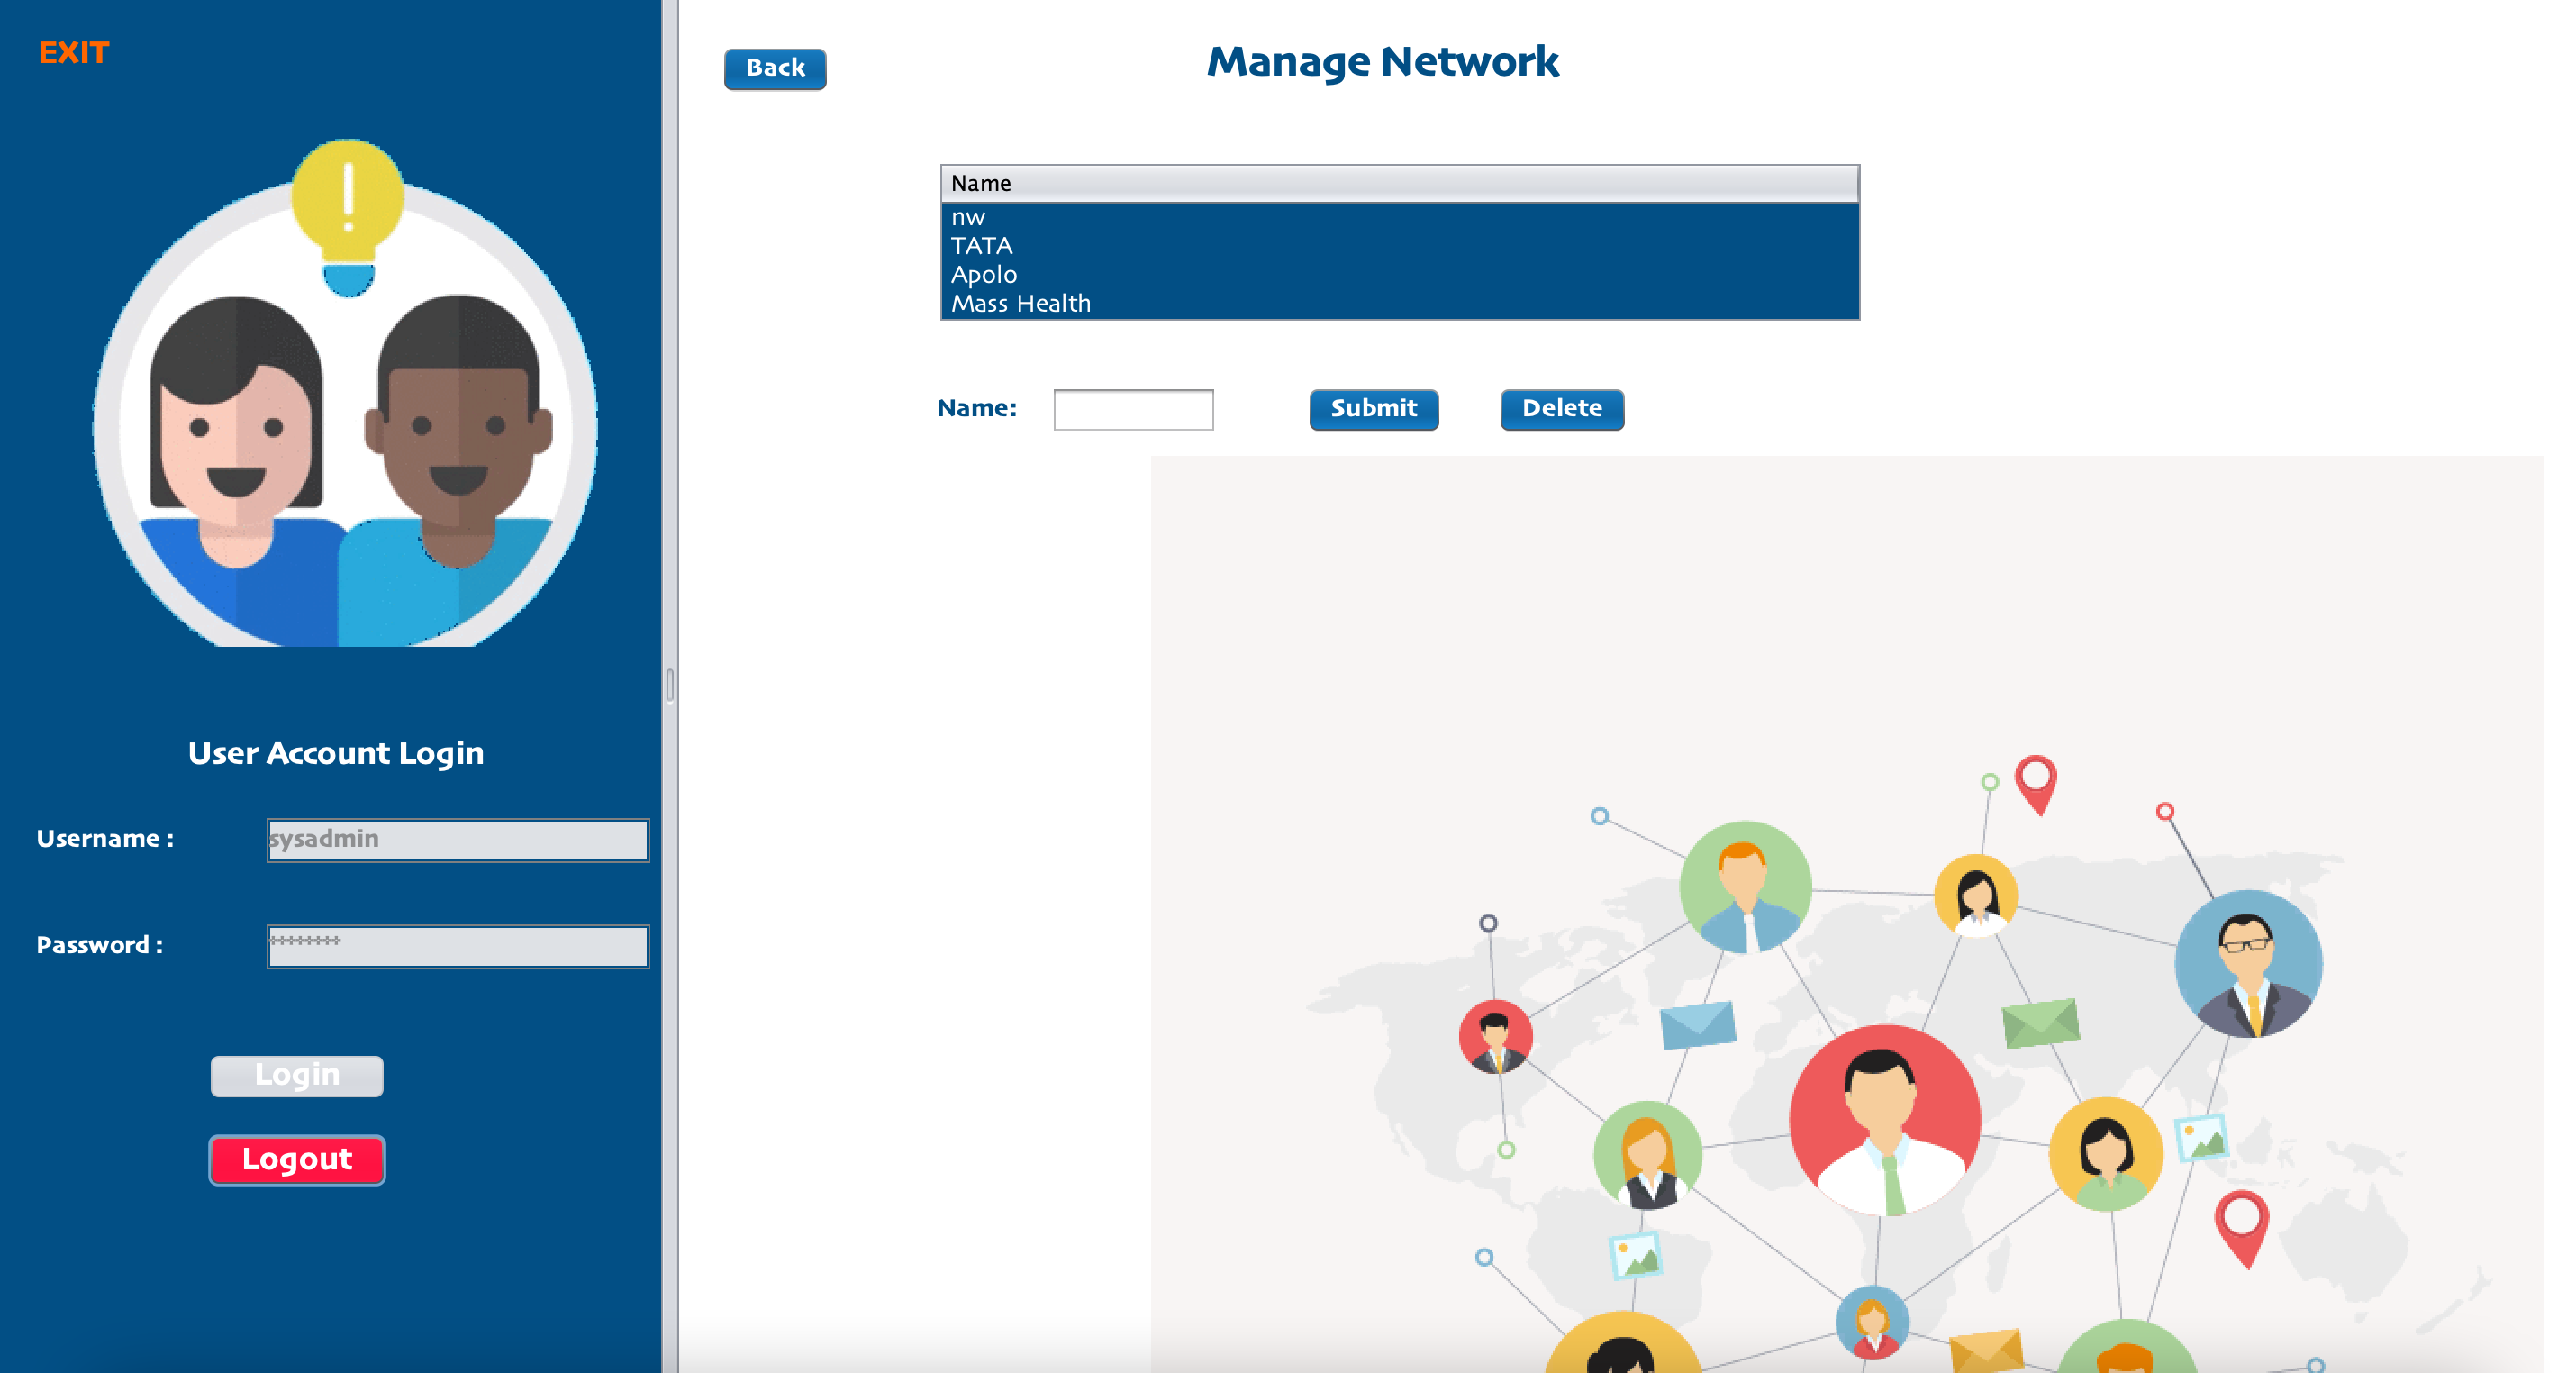 EXIT
User Account Login
Username :
sysadmin
Password :
********
Login
Logout
Back
Manage Network
Name
nw
TATA
Apolo
Mass Health
Name:
Submit
Delete